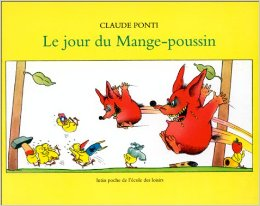 CLAUDE PONTI
Le jour du Mange-poussin
lutin poche de l'école des loisirs